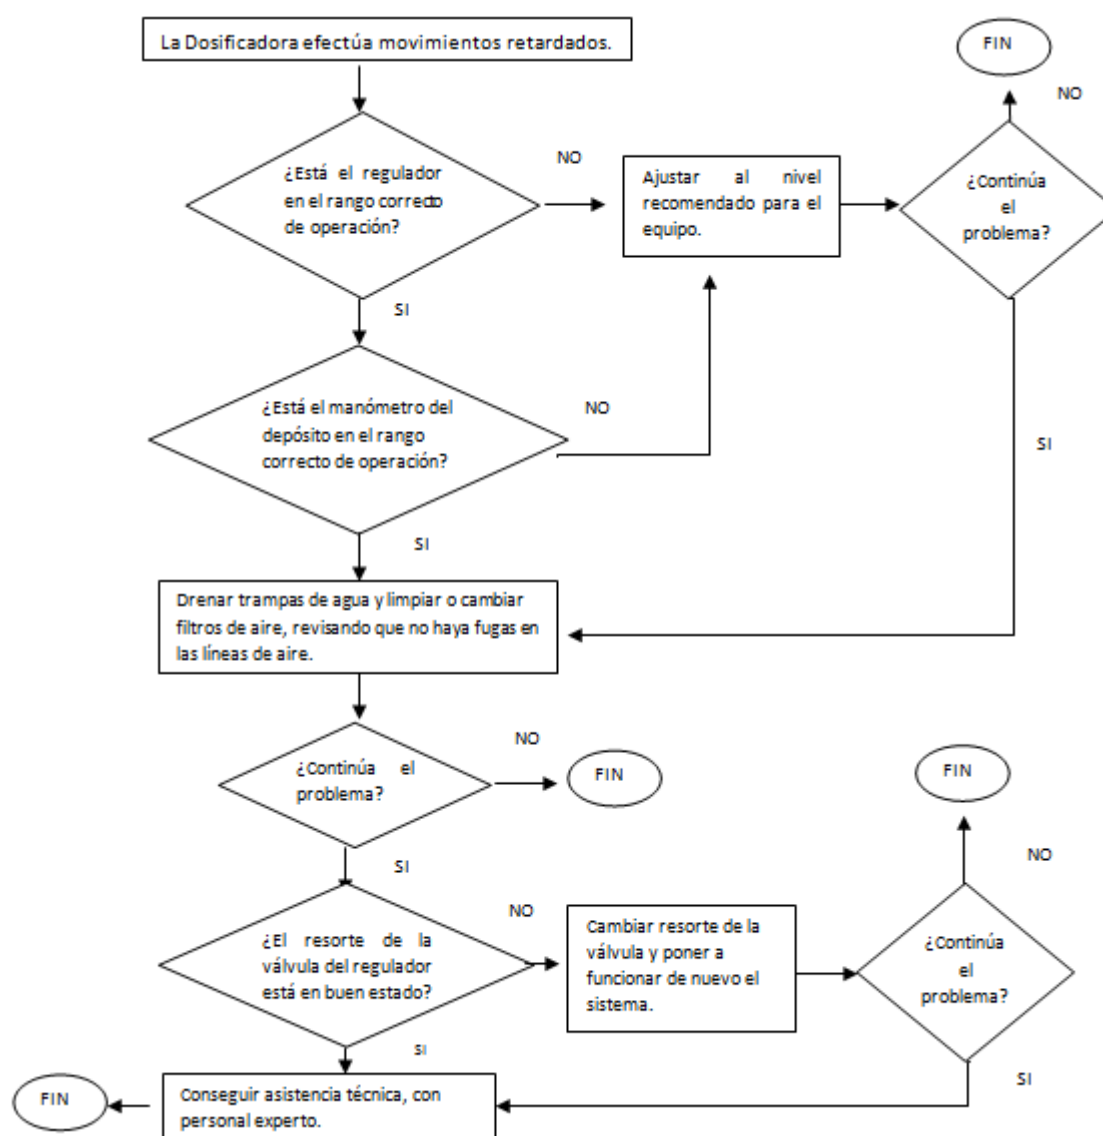 La Dosificadora efectúa movimientos retardados.
FIN
NO
¿Está el regulador
en el rango correcto
de operación?
NO
Ajustar al nivel
recomendado para el
equipo.
¿Continúa
el
problema?
SI
¿Está el manómetro del
depósito en el rango
correcto de operación?
NO
SI
SI
Drenar trampas de agua y limpiar o cambiar
filtros de aire, revisando que no haya fugas en
las líneas de aire.
¿Continúa el
problema?
NO
FIN
FIN
SI
NO
¿El resorte de la
válvula del regulador
está en buen estado?
NO
Cambiar resorte de la
válvula y poner a
funcionar de nuevo el
sistema.
¿Continúa
el
problema?
SI
SI
Conseguir asistencia técnica, con
personal experto.
FIN